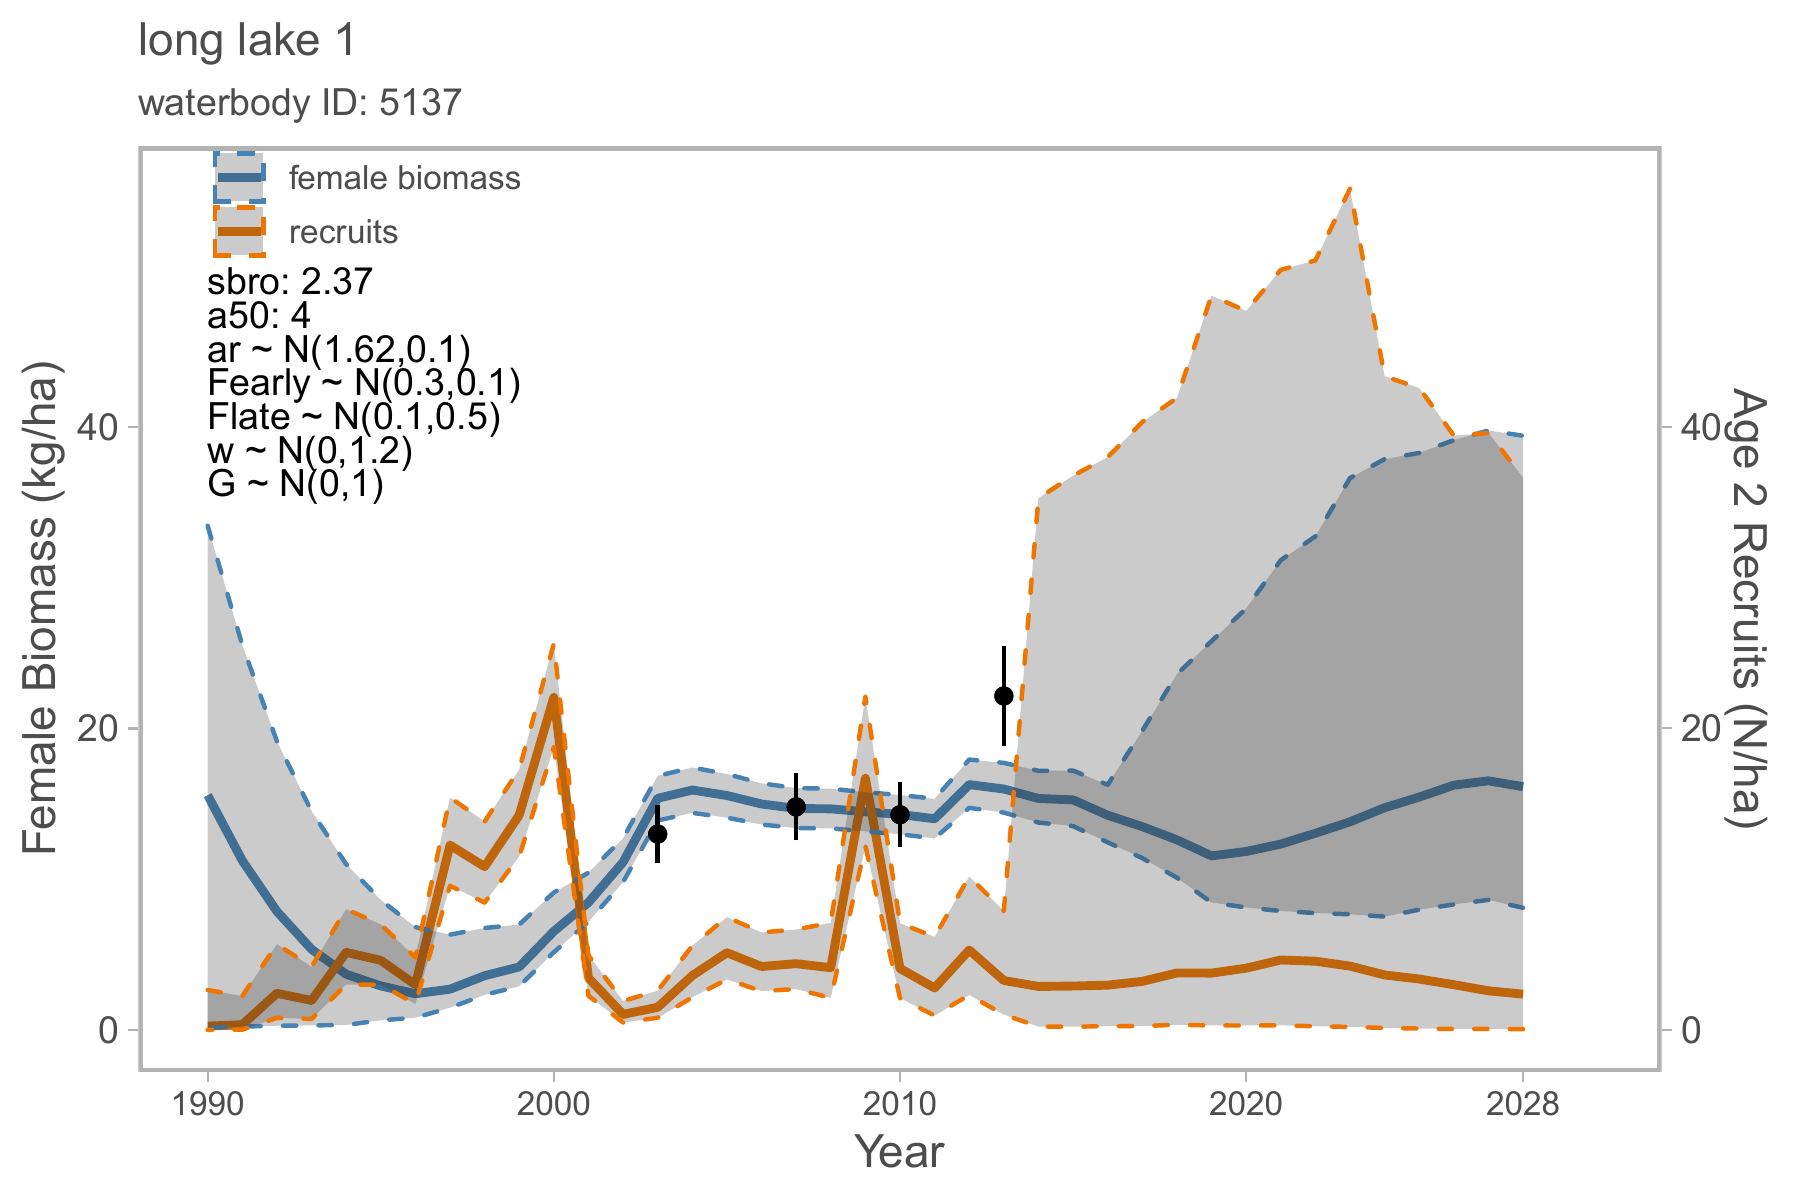 long lake 1
waterbody ID: 5137
female biomass
recruits
sbro: 2.37
a50: 4
ar ~ N(1.62,0.1)
Fearly ~ N(0.3,0.1)
Flate ~ N(0.1,0.5)
w ~ N(0,1.2)
G ~ N(0,1)
Female Biomass (kg/ha)
40
20
0
40
20
0
Age 2 Recruits (N/ha)
1990 2000 2010 2020 2028
Year